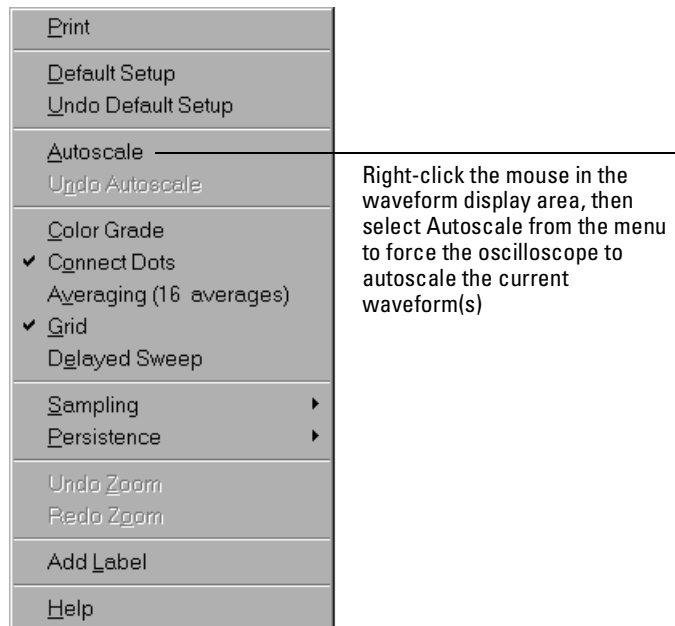 Print
Default Setup
Undo Default Setup
Autoscale
Undo Autoscale
Color Grade
Connect Dots
Averaging (16 averages)
Grid
Delayed Sweep
Sampling
Persistence
Undo Zoom
Redo Zoom
Add Label
Help
Right-click the mouse in the
waveform display area, then
select Autoscale from the menu
to force the oscilloscope to
autoscale the current
waveform(s)